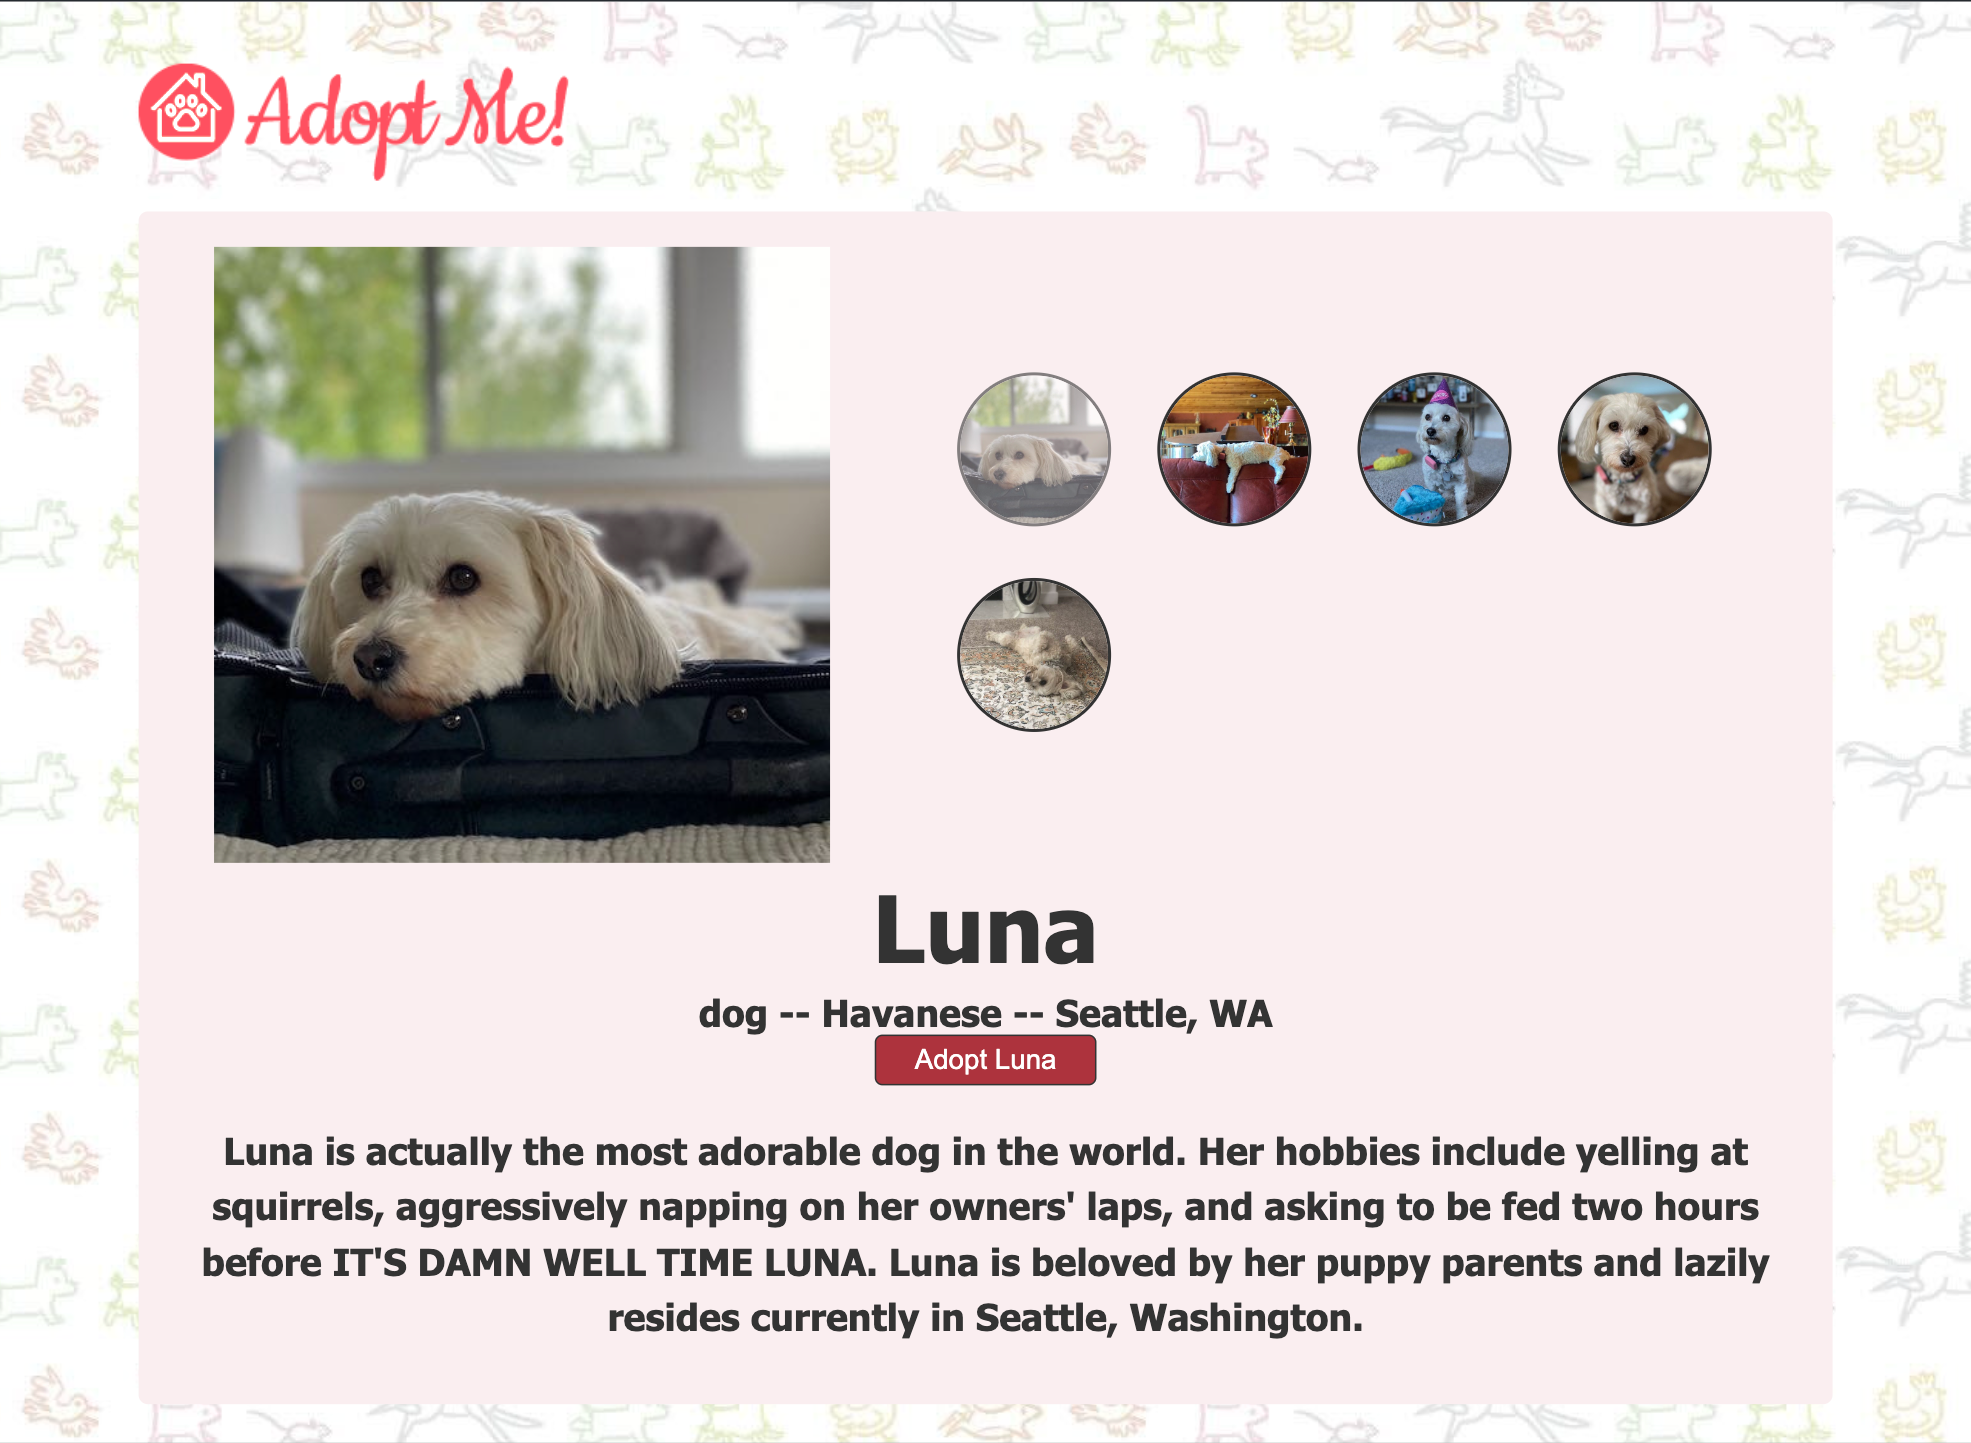 Adopt Me!
Luna
dog -- Havanese -- Seattle, WA
Adopt Luna
Luna is actually the most adorable dog in the world. Her hobbies include yelling at
squirrels, aggressively napping on her owners' laps, and asking to be fed two hours
before IT'S DAMN WELL TIME LUNA. Luna is beloved by her puppy parents and lazily
resides currently in Seattle, Washington.